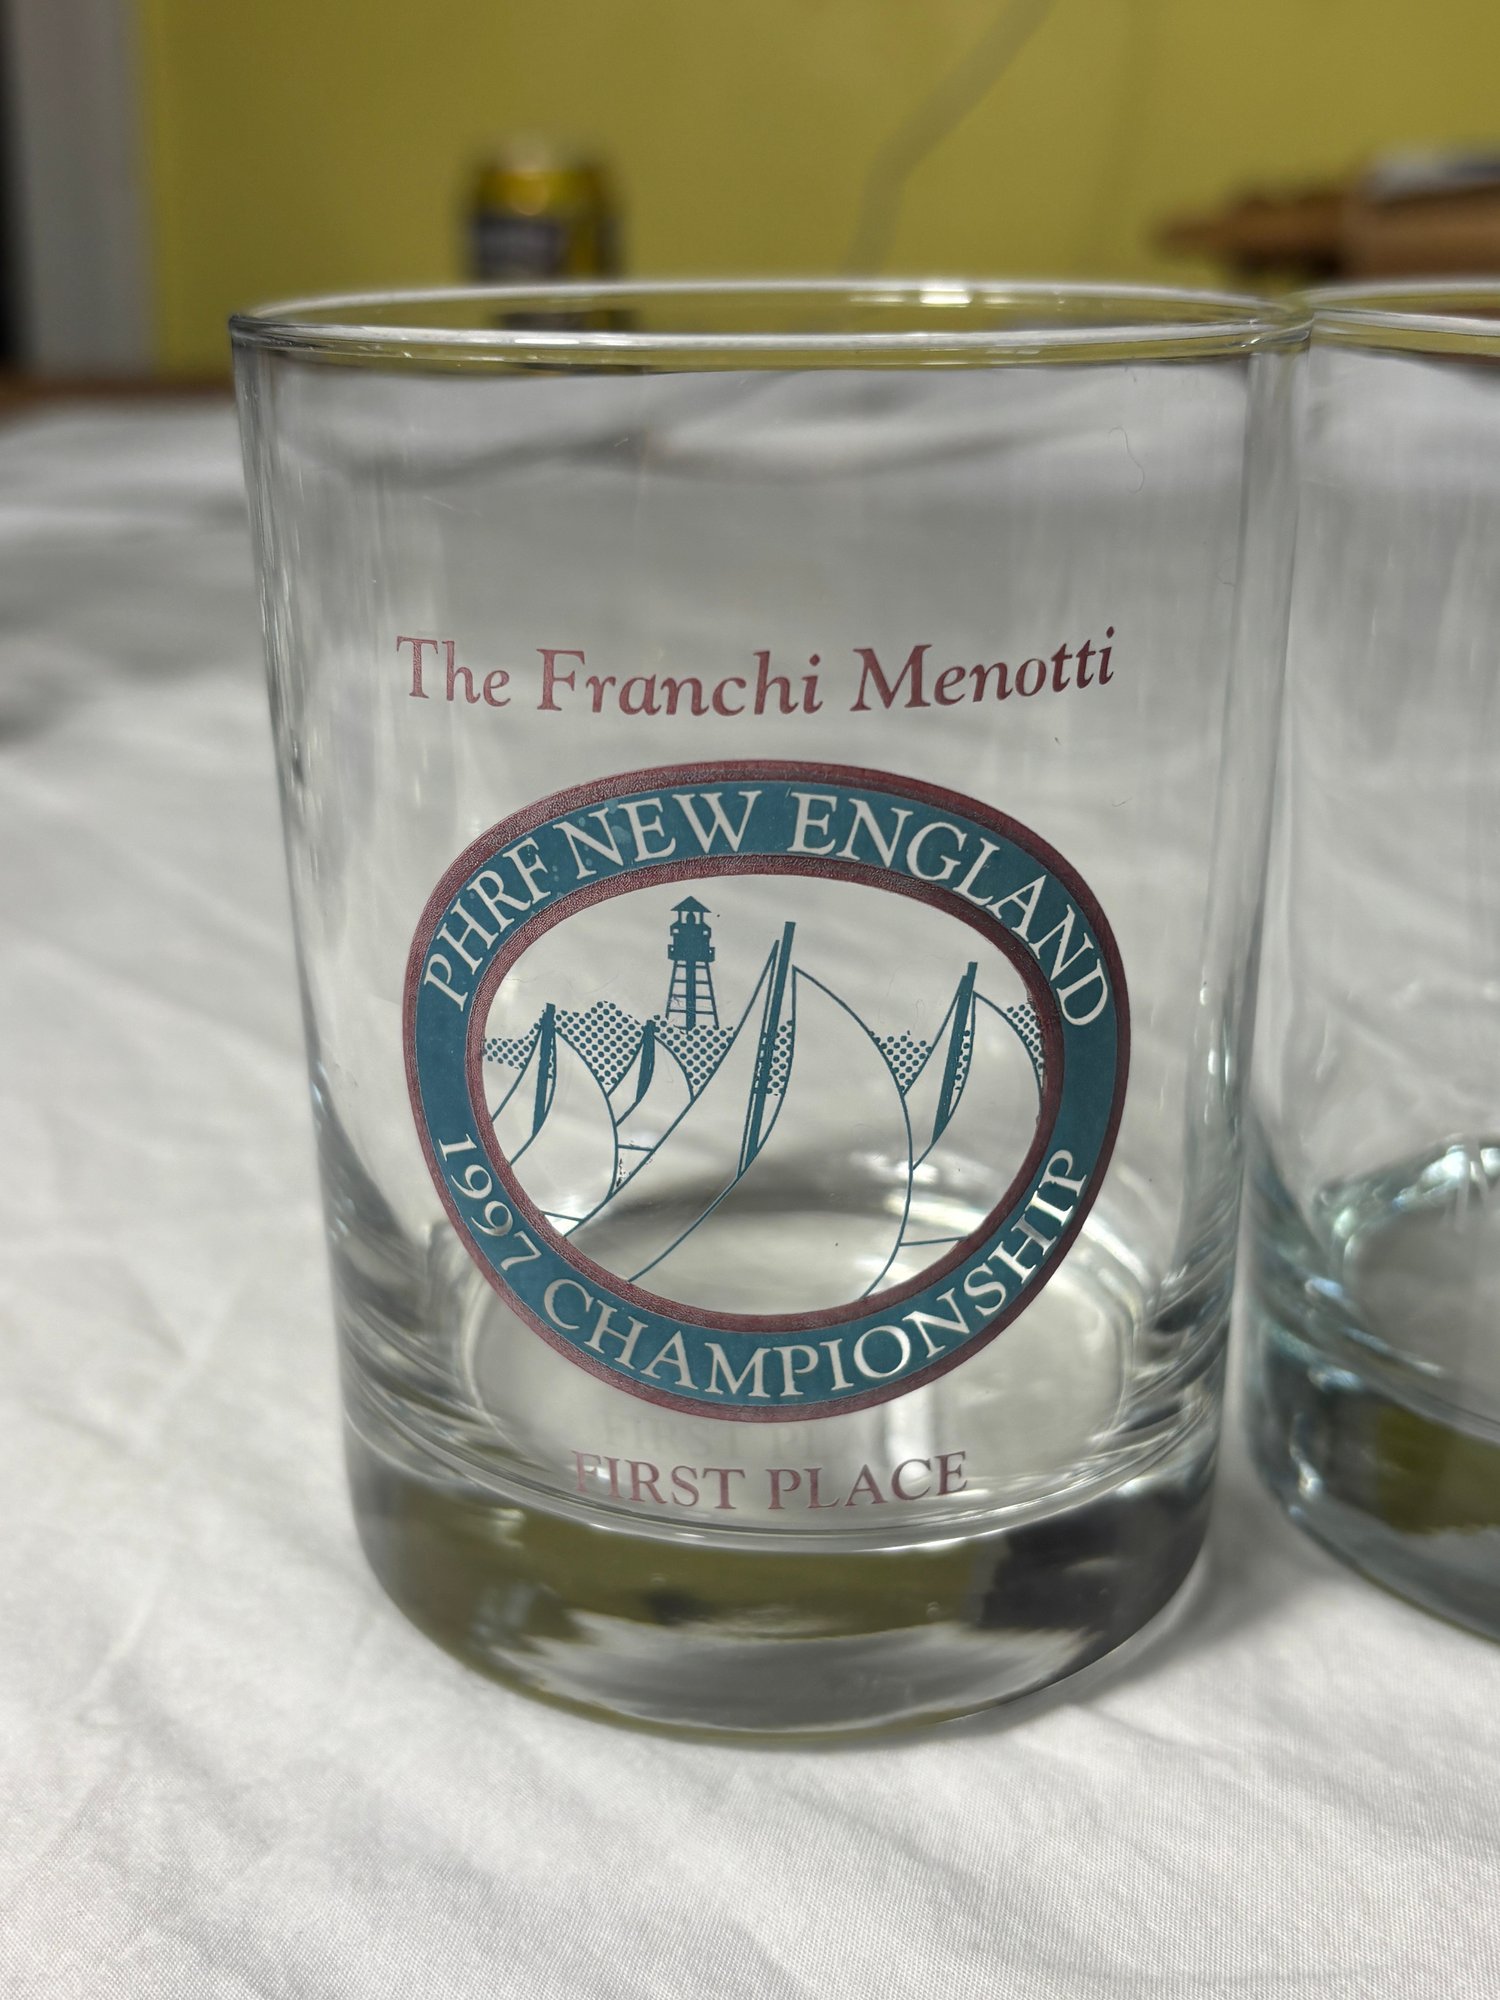 The Franchi Menotti
PHRF NEW ENGLAND
1997 CHAMPIONSHIP
FIRST PLACE